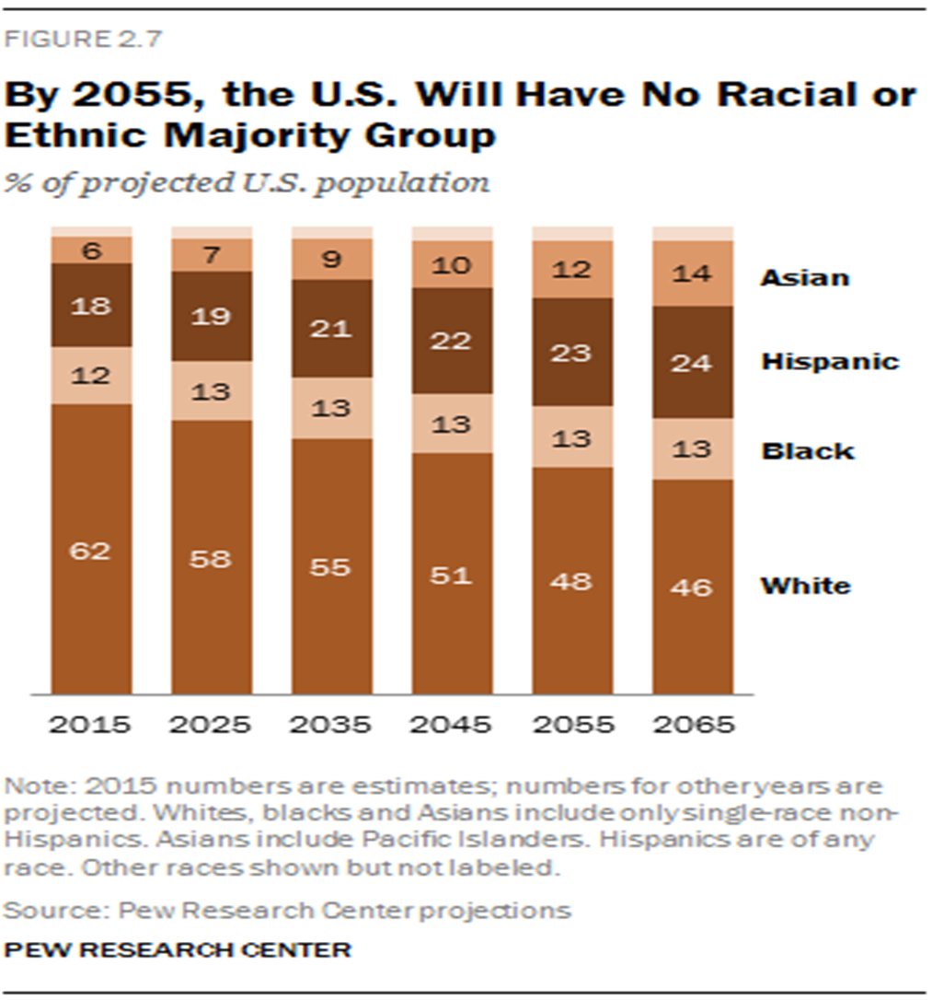 FIGURE 2.7
By 2055, the U.S. Will Have No Racial or
Ethnic Majority Group
% of projected U.S. population
6 7 9 10 12 14 Asian
18 19 21 22 23 24 Hispanic
12 13 13 13 13 13 Black
62 58 55 51 48 46 White
2015 2025 2035 2045 2055 2065
Note: 2015 numbers are estimates; numbers for other years are
projected. Whites, blacks and Asians include only single-race non-
Hispanics. Asians include Pacific Islanders. Hispanics are of any
race. Other races shown but not labeled.
Source: Pew Research Center projections
PEW RESEARCH CENTER